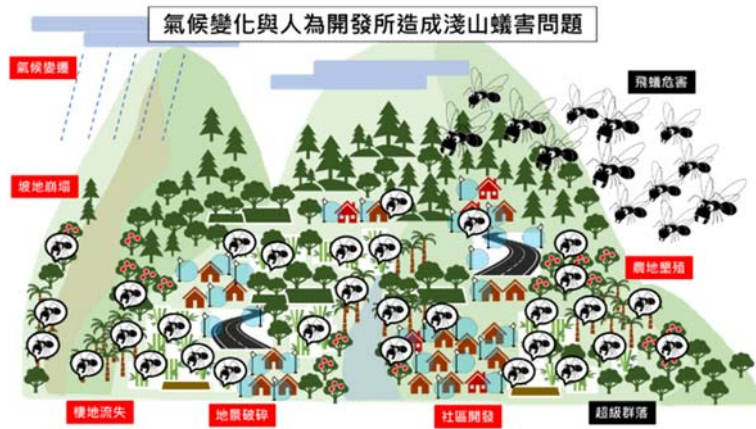 氣候變化與人為開發所造成淺山蟻害問題
氣候變遷
飛蟻危害
坡地崩塌
農地墾殖
棲地流失
地景破碎
社區開發
超級群落